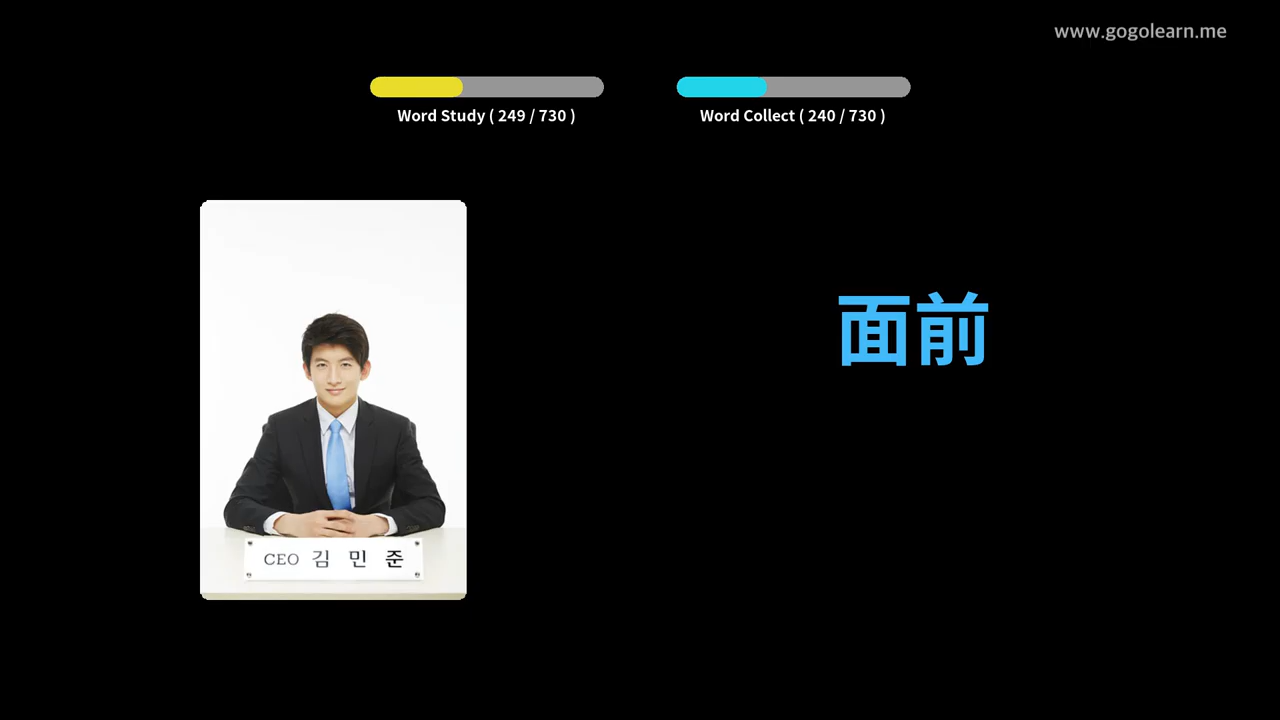 www.gogolearn.me
Word Study ( 249 / 730 )
Word Collect ( 240 / 730 )
面前
CEO 김 민 준